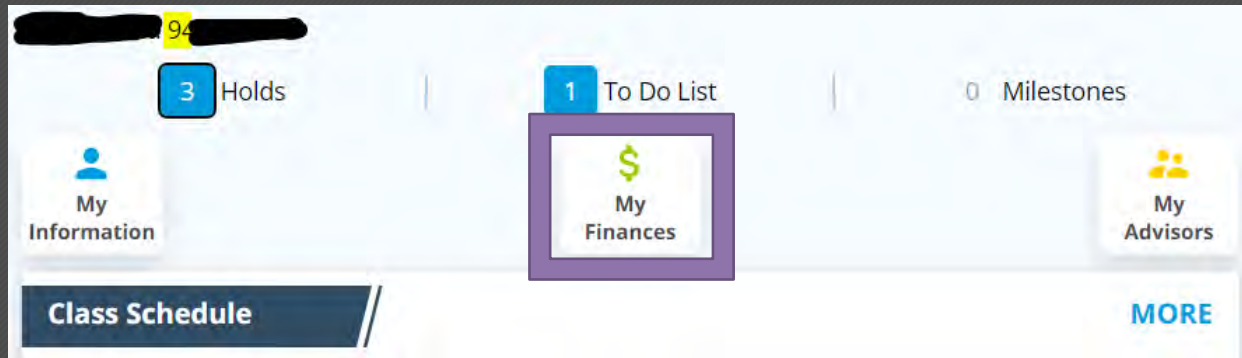 94
3 Holds
1 To Do List
0 Milestones
My
Information
My
Finances
My
Advisors
Class Schedule
MORE